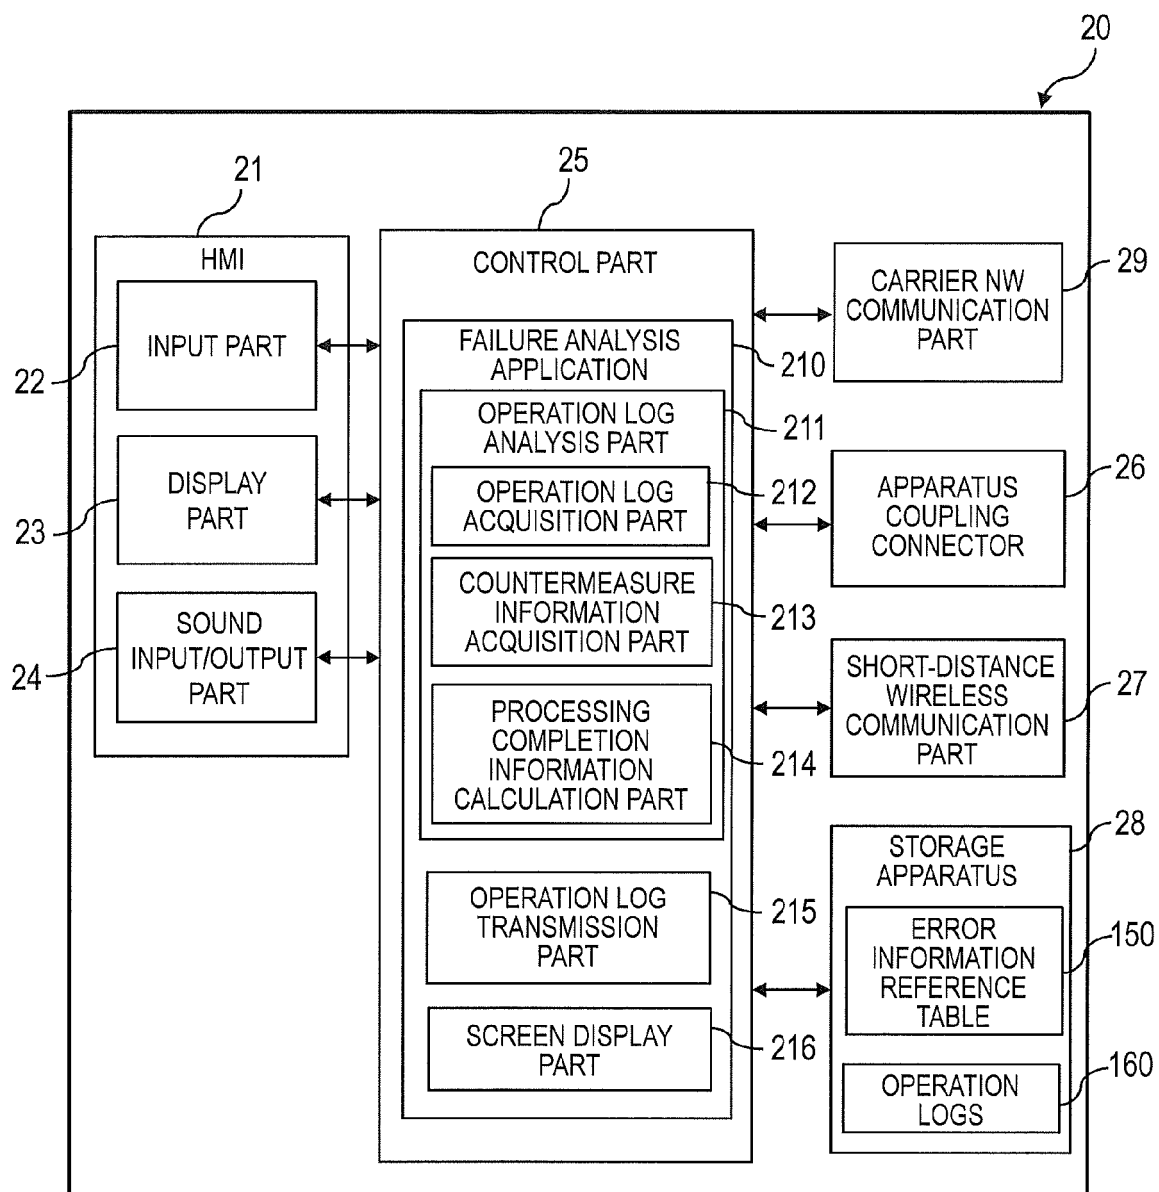 20
21
HMI
INPUT PART
22
DISPLAY
PART
23
SOUND
INPUT/OUTPUT
PART
24
25
CONTROL PART
FAILURE ANALYSIS
APPLICATION
210
OPERATION LOG
ANALYSIS PART
211
OPERATION LOG
ACQUISITION PART
212
COUNTERMEASURE
INFORMATION
ACQUISITION PART
213
PROCESSING
COMPLETION
INFORMATION
CALCULATION PART
214
OPERATION LOG
TRANSMISSION
PART
215
SCREEN DISPLAY
PART
216
CARRIER NW
COMMUNICATION
PART
29
APPARATUS
COUPLING
CONNECTOR
26
SHORT-DISTANCE
WIRELESS
COMMUNICATION
PART
27
28
STORAGE
APPARATUS
ERROR
INFORMATION
REFERENCE
TABLE
150
OPERATION
LOGS
160